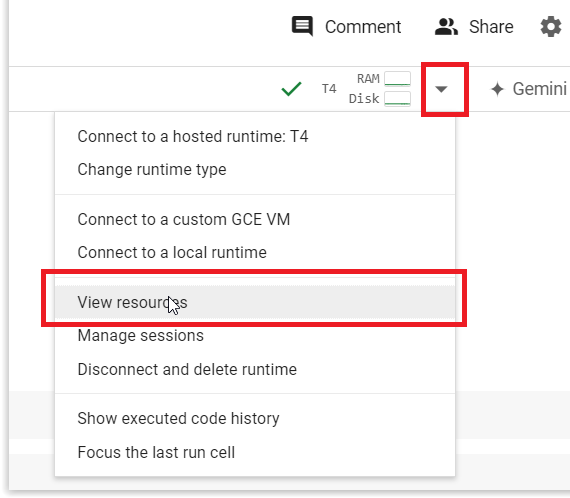 Comment Share
T4 RAM
Disk
Gemini
Connect to a hosted runtime: T4
Change runtime type
Connect to a custom GCE VM
Connect to a local runtime
View resources
Manage sessions
Disconnect and delete runtime
Show executed code history
Focus the last run cell